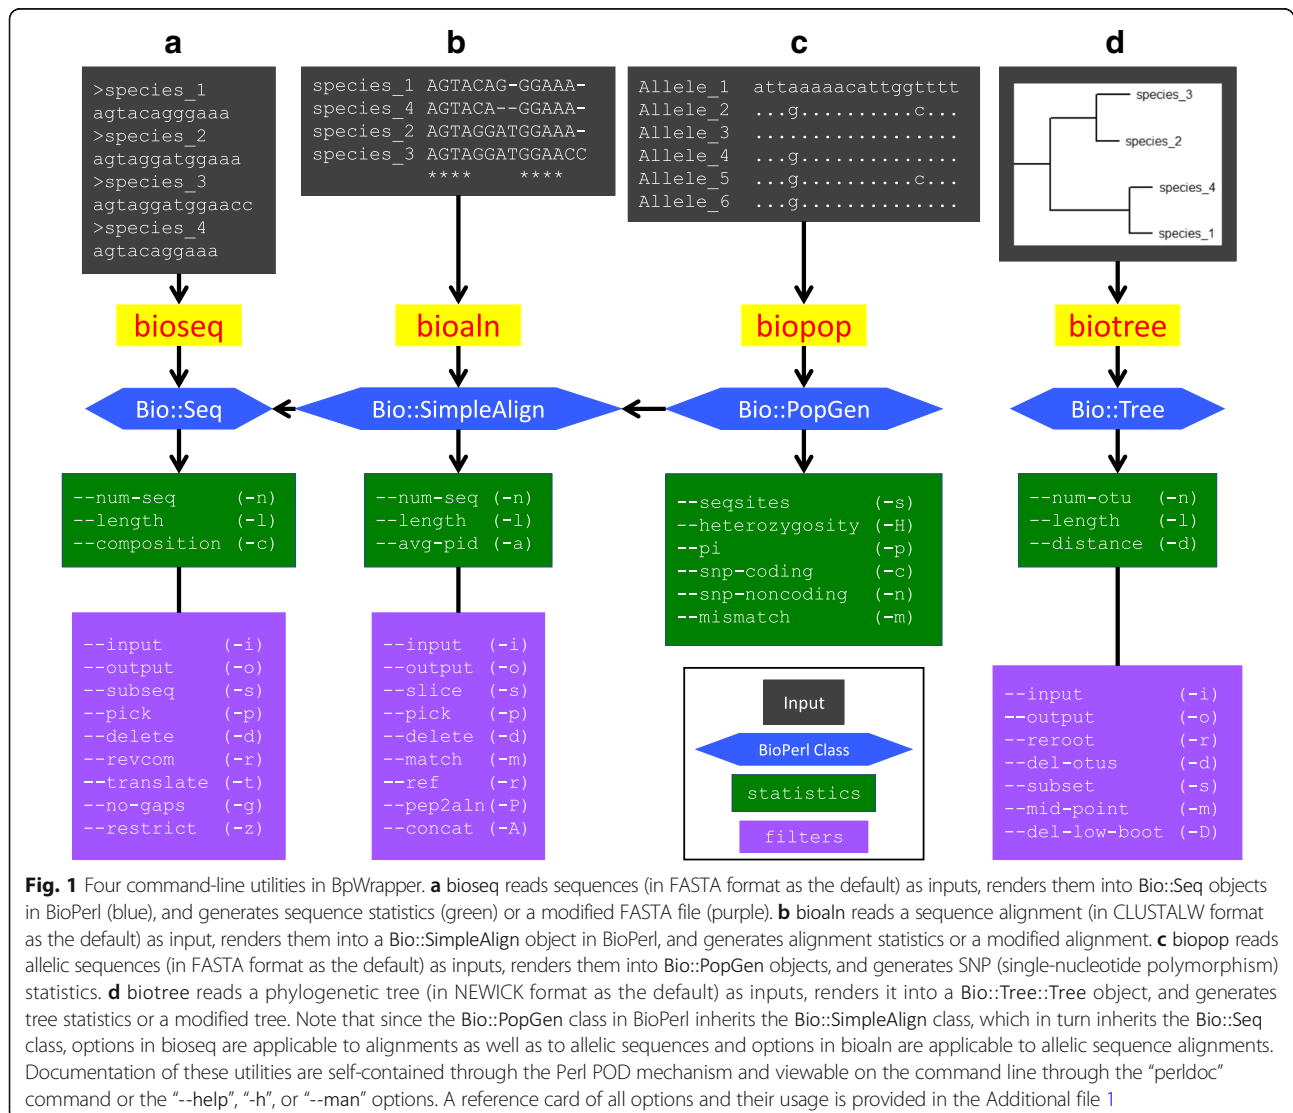 a
b
c
d
>species_1
agtacagggaaa
>species_2
agtaggatggaaa
>species_3
agtaggatggaacc
>species_4
agtacaggaaa
species_1 AGTACAG-GGAAA-
species_4 AGTACA--GGAAA-
species_2 AGTAGGATGGAAA-
species_3 AGTAGGATGGAACC
**** ****
Allele_1 attaaaaacattggtttt
Allele_2 ...g..........c...
Allele_3 ..................
Allele_4 ...g..............
Allele_5 ...g..........c...
Allele_6 ...g..............
species_3
species_2
species_4
species_1
bioseq
bioaln
biopop
biotree
Bio::Seq
Bio::SimpleAlign
Bio::PopGen
Bio::Tree
--num-seq (-n)
--length (-l)
--composition (-c)
--num-seq (-n)
--length (-l)
--avg-pid (-a)
--seqsites (-s)
--heterozygosity (-H)
--pi (-p)
--snp-coding (-c)
--snp-noncoding (-n)
--mismatch (-m)
--num-otu (-n)
--length (-l)
--distance (-d)
--input (-i)
--output (-o)
--subseq (-s)
--pick (-p)
--delete (-d)
--revcom (-r)
--translate (-t)
--no-gaps (-g)
--restrict (-z)
--input (-i)
--output (-o)
--slice (-s)
--pick (-p)
--delete (-d)
--match (-m)
--ref (-r)
--pep2aln(-P)
--concat (-A)
Input
BioPerl Class
statistics
filters
--input (-i)
--output (-o)
--reroot (-r)
--del-otus (-d)
--subset (-s)
--mid-point (-m)
--del-low-boot (-D)
Fig. 1 Four command-line utilities in BpWrapper. a bioseq reads sequences (in FASTA format as the default) as inputs, renders them into Bio::Seq objects
in BioPerl (blue), and generates sequence statistics (green) or a modified FASTA file (purple). b bioaln reads a sequence alignment (in CLUSTALW format
as the default) as input, renders them into a Bio::SimpleAlign object in BioPerl, and generates alignment statistics or a modified alignment. c biopop reads
allelic sequences (in FASTA format as the default) as inputs, renders them into Bio::PopGen objects, and generates SNP (single-nucleotide polymorphism)
statistics. d biotree reads a phylogenetic tree (in NEWICK format as the default) as inputs, renders it into a Bio::Tree::Tree object, and generates
tree statistics or a modified tree. Note that since the Bio::PopGen class in BioPerl inherits the Bio::SimpleAlign class, which in turn inherits the Bio::Seq
class, options in bioseq are applicable to alignments as well as to allelic sequences and options in bioaln are applicable to allelic sequence alignments.
Documentation of these utilities are self-contained through the Perl POD mechanism and viewable on the command line through the “perldoc”
command or the “--help”, “-h”, or “--man” options. A reference card of all options and their usage is provided in the Additional file 1